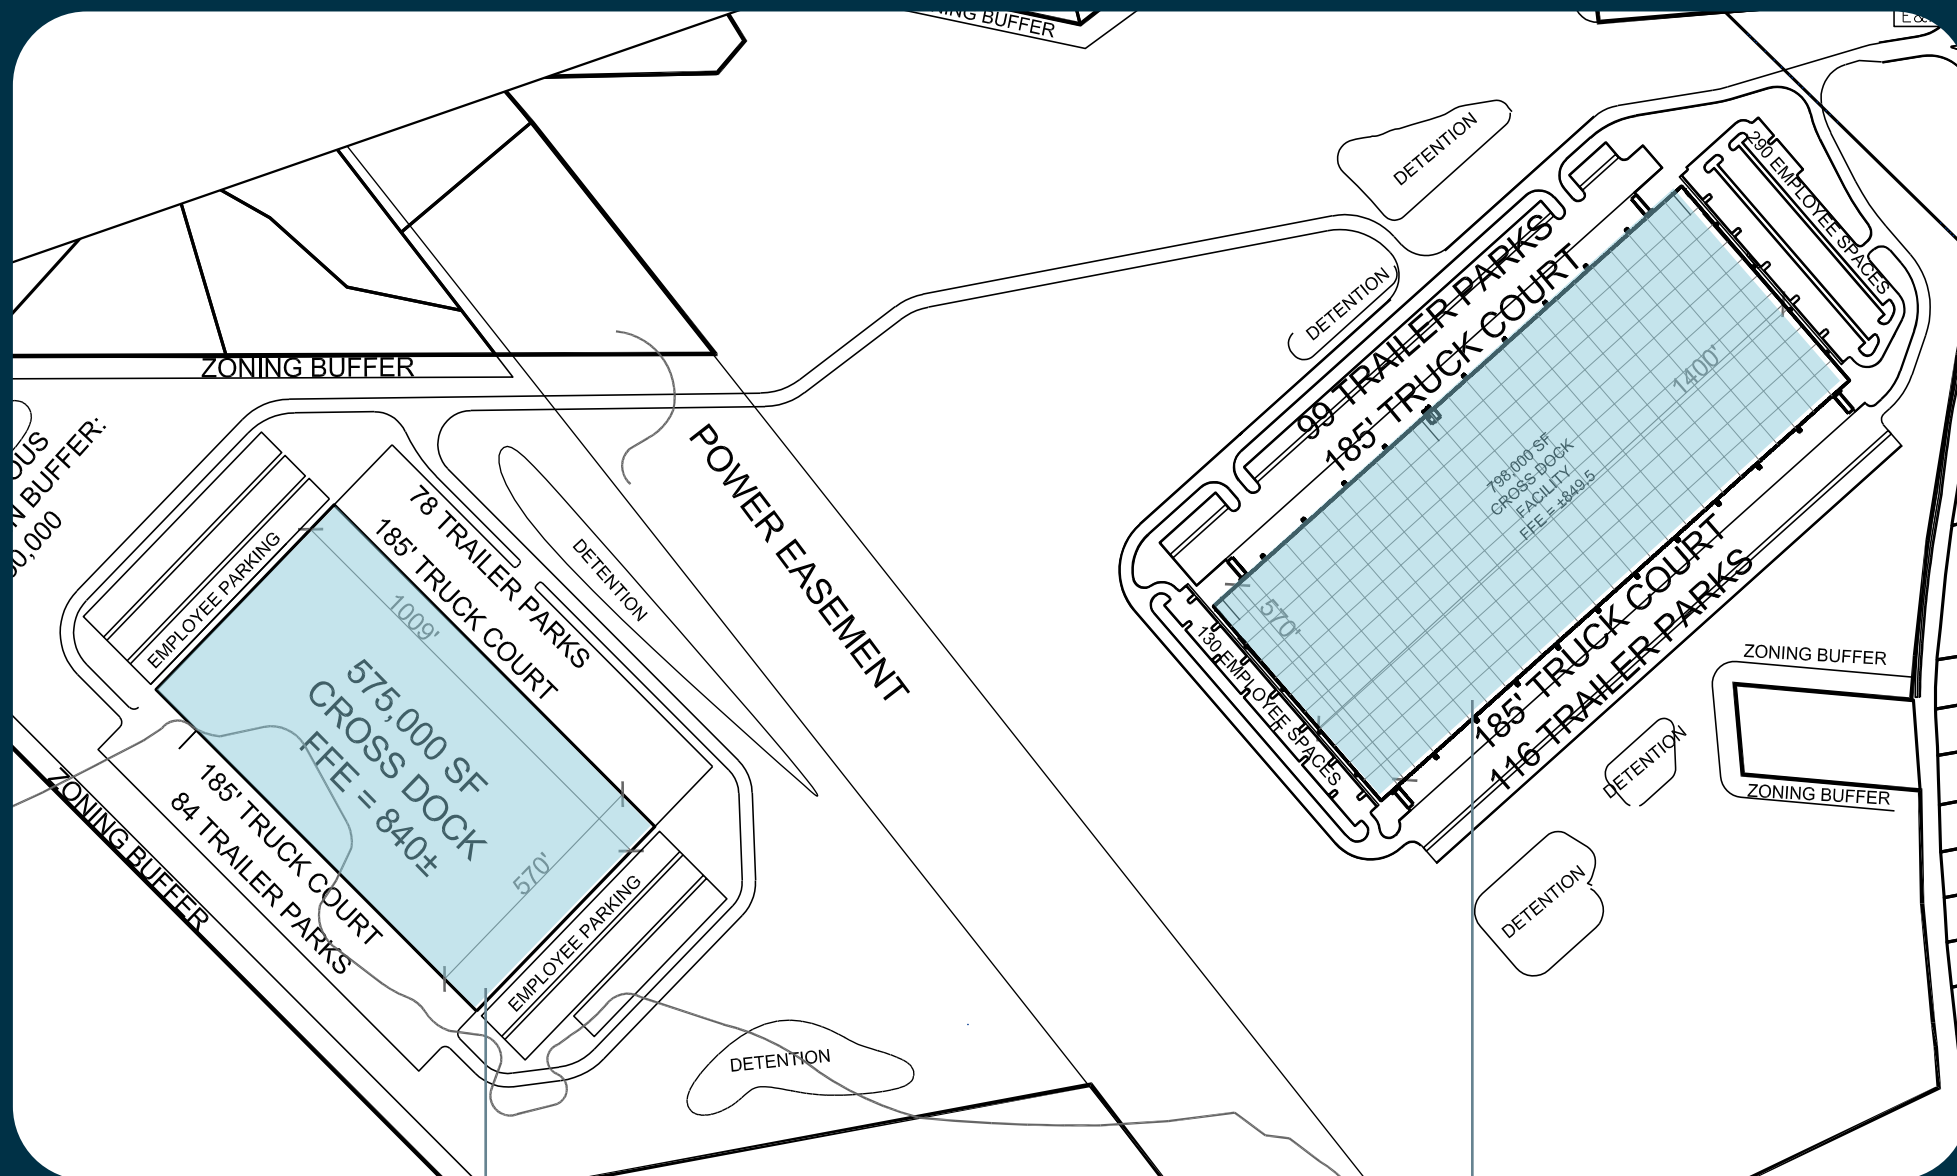 ZONING BUFFER
DETENTION
290 EMPLOYEE SPACES
99 TRAILER PARKS
185' TRUCK COURT
DETENTION
1400'
798,000 SF
CROSS DOCK
FACILITY
FFE = ±849.5
570'
130 EMPLOYEE SPACES
185' TRUCK COURT
116 TRAILER PARKS
ZONING BUFFER
BUFFER:
POWER EASEMENT
78 TRAILER PARKS
185' TRUCK COURT
DETENTION
EMPLOYEE PARKING
1009'
575,000 SF
CROSS DOCK
FFE = 840±
570'
EMPLOYEE PARKING
185' TRUCK COURT
84 TRAILER PARKS
ZONING BUFFER
DETENTION
ZONING BUFFER
ZONING BUFFER
DETENTION
DETENTION